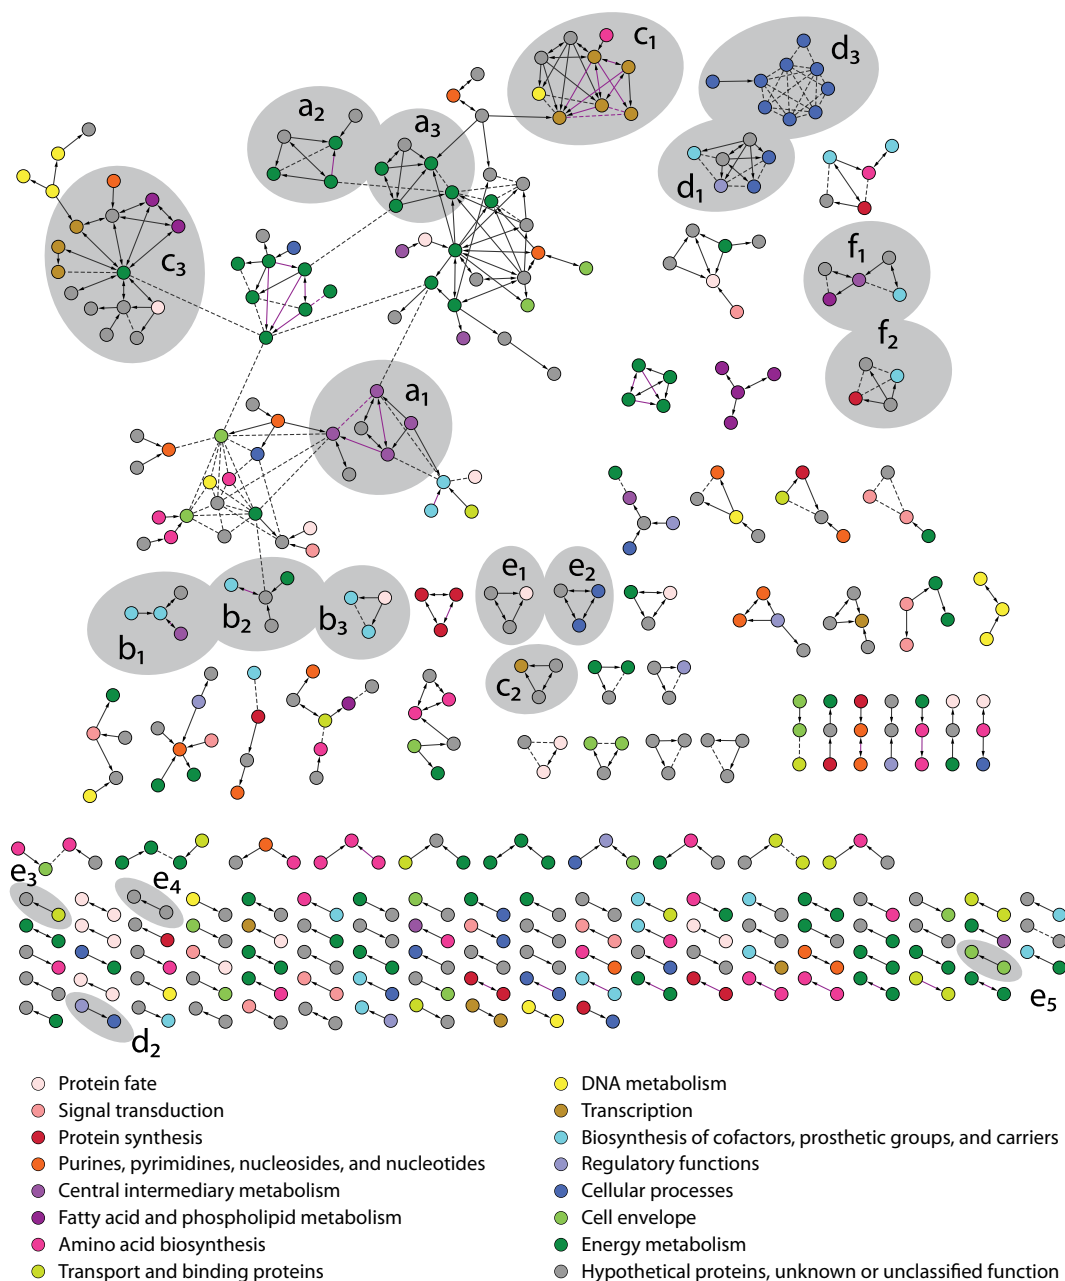 c₁
d₃
a₂
a₃
d₁
c₃
f₁
f₂
a₁
e₁
e₂
b₁
b₂
b₃
c₂
e₃
e₄
e₅
d₂
Protein fate
Signal transduction
Protein synthesis
Purines, pyrimidines, nucleosides, and nucleotides
Central intermediary metabolism
Fatty acid and phospholipid metabolism
Amino acid biosynthesis
Transport and binding proteins
DNA metabolism
Transcription
Biosynthesis of cofactors, prosthetic groups, and carriers
Regulatory functions
Cellular processes
Cell envelope
Energy metabolism
Hypothetical proteins, unknown or unclassified function